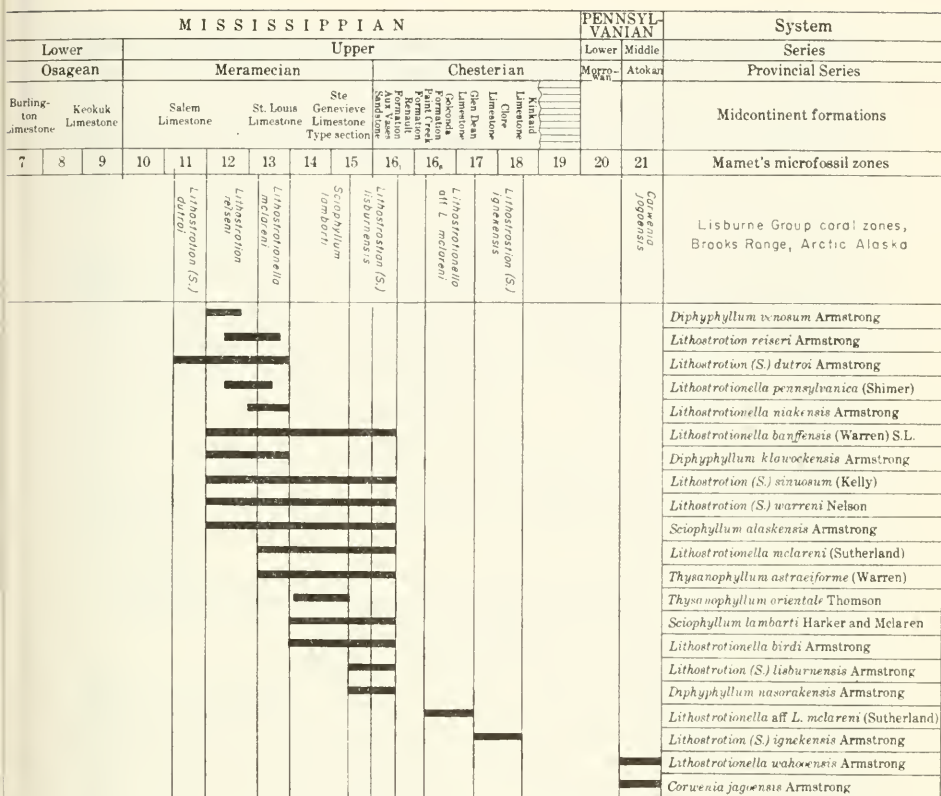 MISSISSIPPIAN
PENNSYL-
VANIAN
System
Lower
Upper
Lower
Middle
Series
Osagean
Meramecian
Chesterian
Morro-
wan
Atokan
Provincial Series
Burling-
ton
Limestone
Keokuk
Limestone
Salem
Limestone
St. Louis
Limestone
Ste
Genevieve
Limestone
Type section
Aux Vases
Sandstone
Renault
Formation
Paint Creek
Formation
Golconda
Formation
Glen Dean
Limestone
Clore
Limestone
Kinkaid
Limestone
Midcontinent formations
7 8 9 10 11 12 13 14 15 16 16 17 18 19 20 21
Mamet's microfossil zones
Lithostrotion (S.)
dutroi
Lithostrotion
reiseni
Lithostrotionella
mclareni
Sciophyllum
lambarti
Lithostrotion (S.)
lisburnensis
Lithostrotionella
aff L. mclareni
Lithostrotion (S.)
ignekensis
Corwenia
jagoensis
Lisburne Group coral zones,
Brooks Range, Arctic Alaska
Diphyphyllum venosum Armstrong
Lithostrotion reiseri Armstrong
Lithostrotion (S.) dutroi Armstrong
Lithostrotionella pennsylvanica (Shimer)
Lithostrotionella niakensis Armstrong
Lithostrotionella banffensis (Warren) S.L.
Diphyphyllum klawockensis Armstrong
Lithostrotion (S.) sinuosum (Kelly)
Lithostrotion (S.) warreni Nelson
Sciophyllum alaskensis Armstrong
Lithostrotionella mclareni (Sutherland)
Thysanophyllum astraeiforme (Warren)
Thysanophyllum orientale Thomson
Sciophyllum lambarti Harker and Mclaren
Lithostrotionella birdi Armstrong
Lithostrotion (S.) lisburnensis Armstrong
Diphyphyllum nasorakensis Armstrong
Lithostrotionella aff L. mclareni (Sutherland)
Lithostrotion (S.) ignekensis Armstrong
Lithostrotionella wahooensis Armstrong
Corwenia jagoensis Armstrong